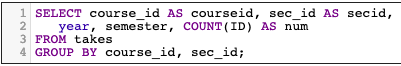 1 SELECT course_id AS courseid, sec_id AS secid,
2 year, semester, COUNT(ID) AS num
3 FROM takes
4 GROUP BY course_id, sec_id;